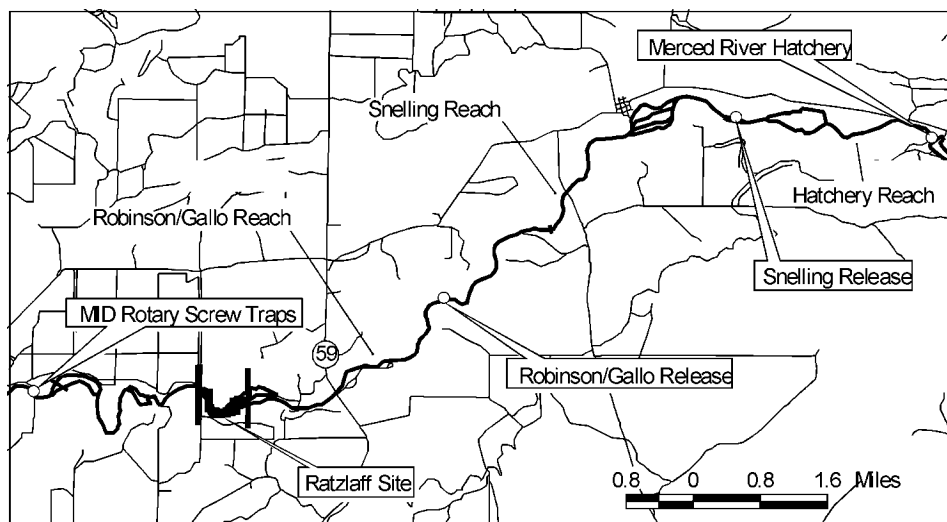 Merced River Hatchery
Snelling Reach
Hatchery Reach
Robinson/Gallo Reach
Snelling Release
MID Rotary Screw Traps
59
Robinson/Gallo Release
Ratzlaff Site
0.8 0 0.8 1.6 Miles